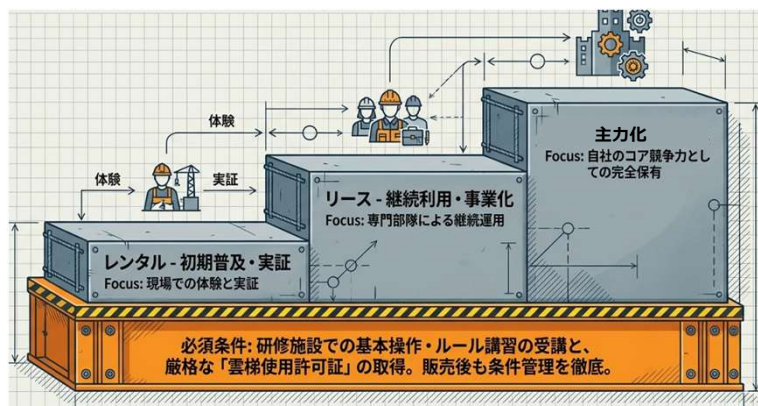 体験
体験
実証
レンタル - 初期普及・実証
Focus: 現場での体験と実証
リース - 継続利用・事業化
Focus: 専門部隊による継続運用
主力化
Focus: 自社のコア競争力とし
ての完全保有
必須条件: 研修施設での基本操作・ルール講習の受講と、
厳格な「雲梯使用許可証」の取得。販売後も条件管理を徹底。